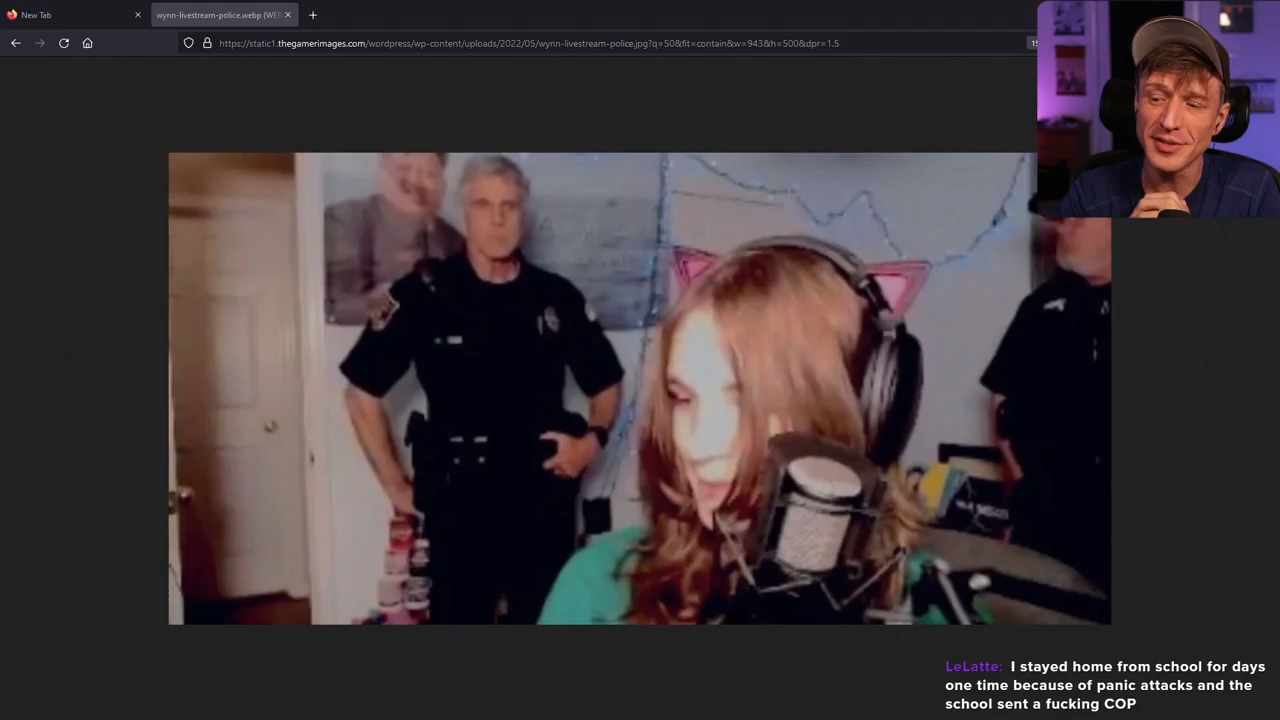 New Tab
wynn-livestream-police.webp (WE
https://static1.thegamerimages.com/wordpress/wp-content/uploads/2022/05/wynn-livestream-police.jpg?q=50&fit=contain&w=943&h=500&dpr=1.5
LeLatte: I stayed home from school for days
one time because of panic attacks and the
school sent a fucking COP